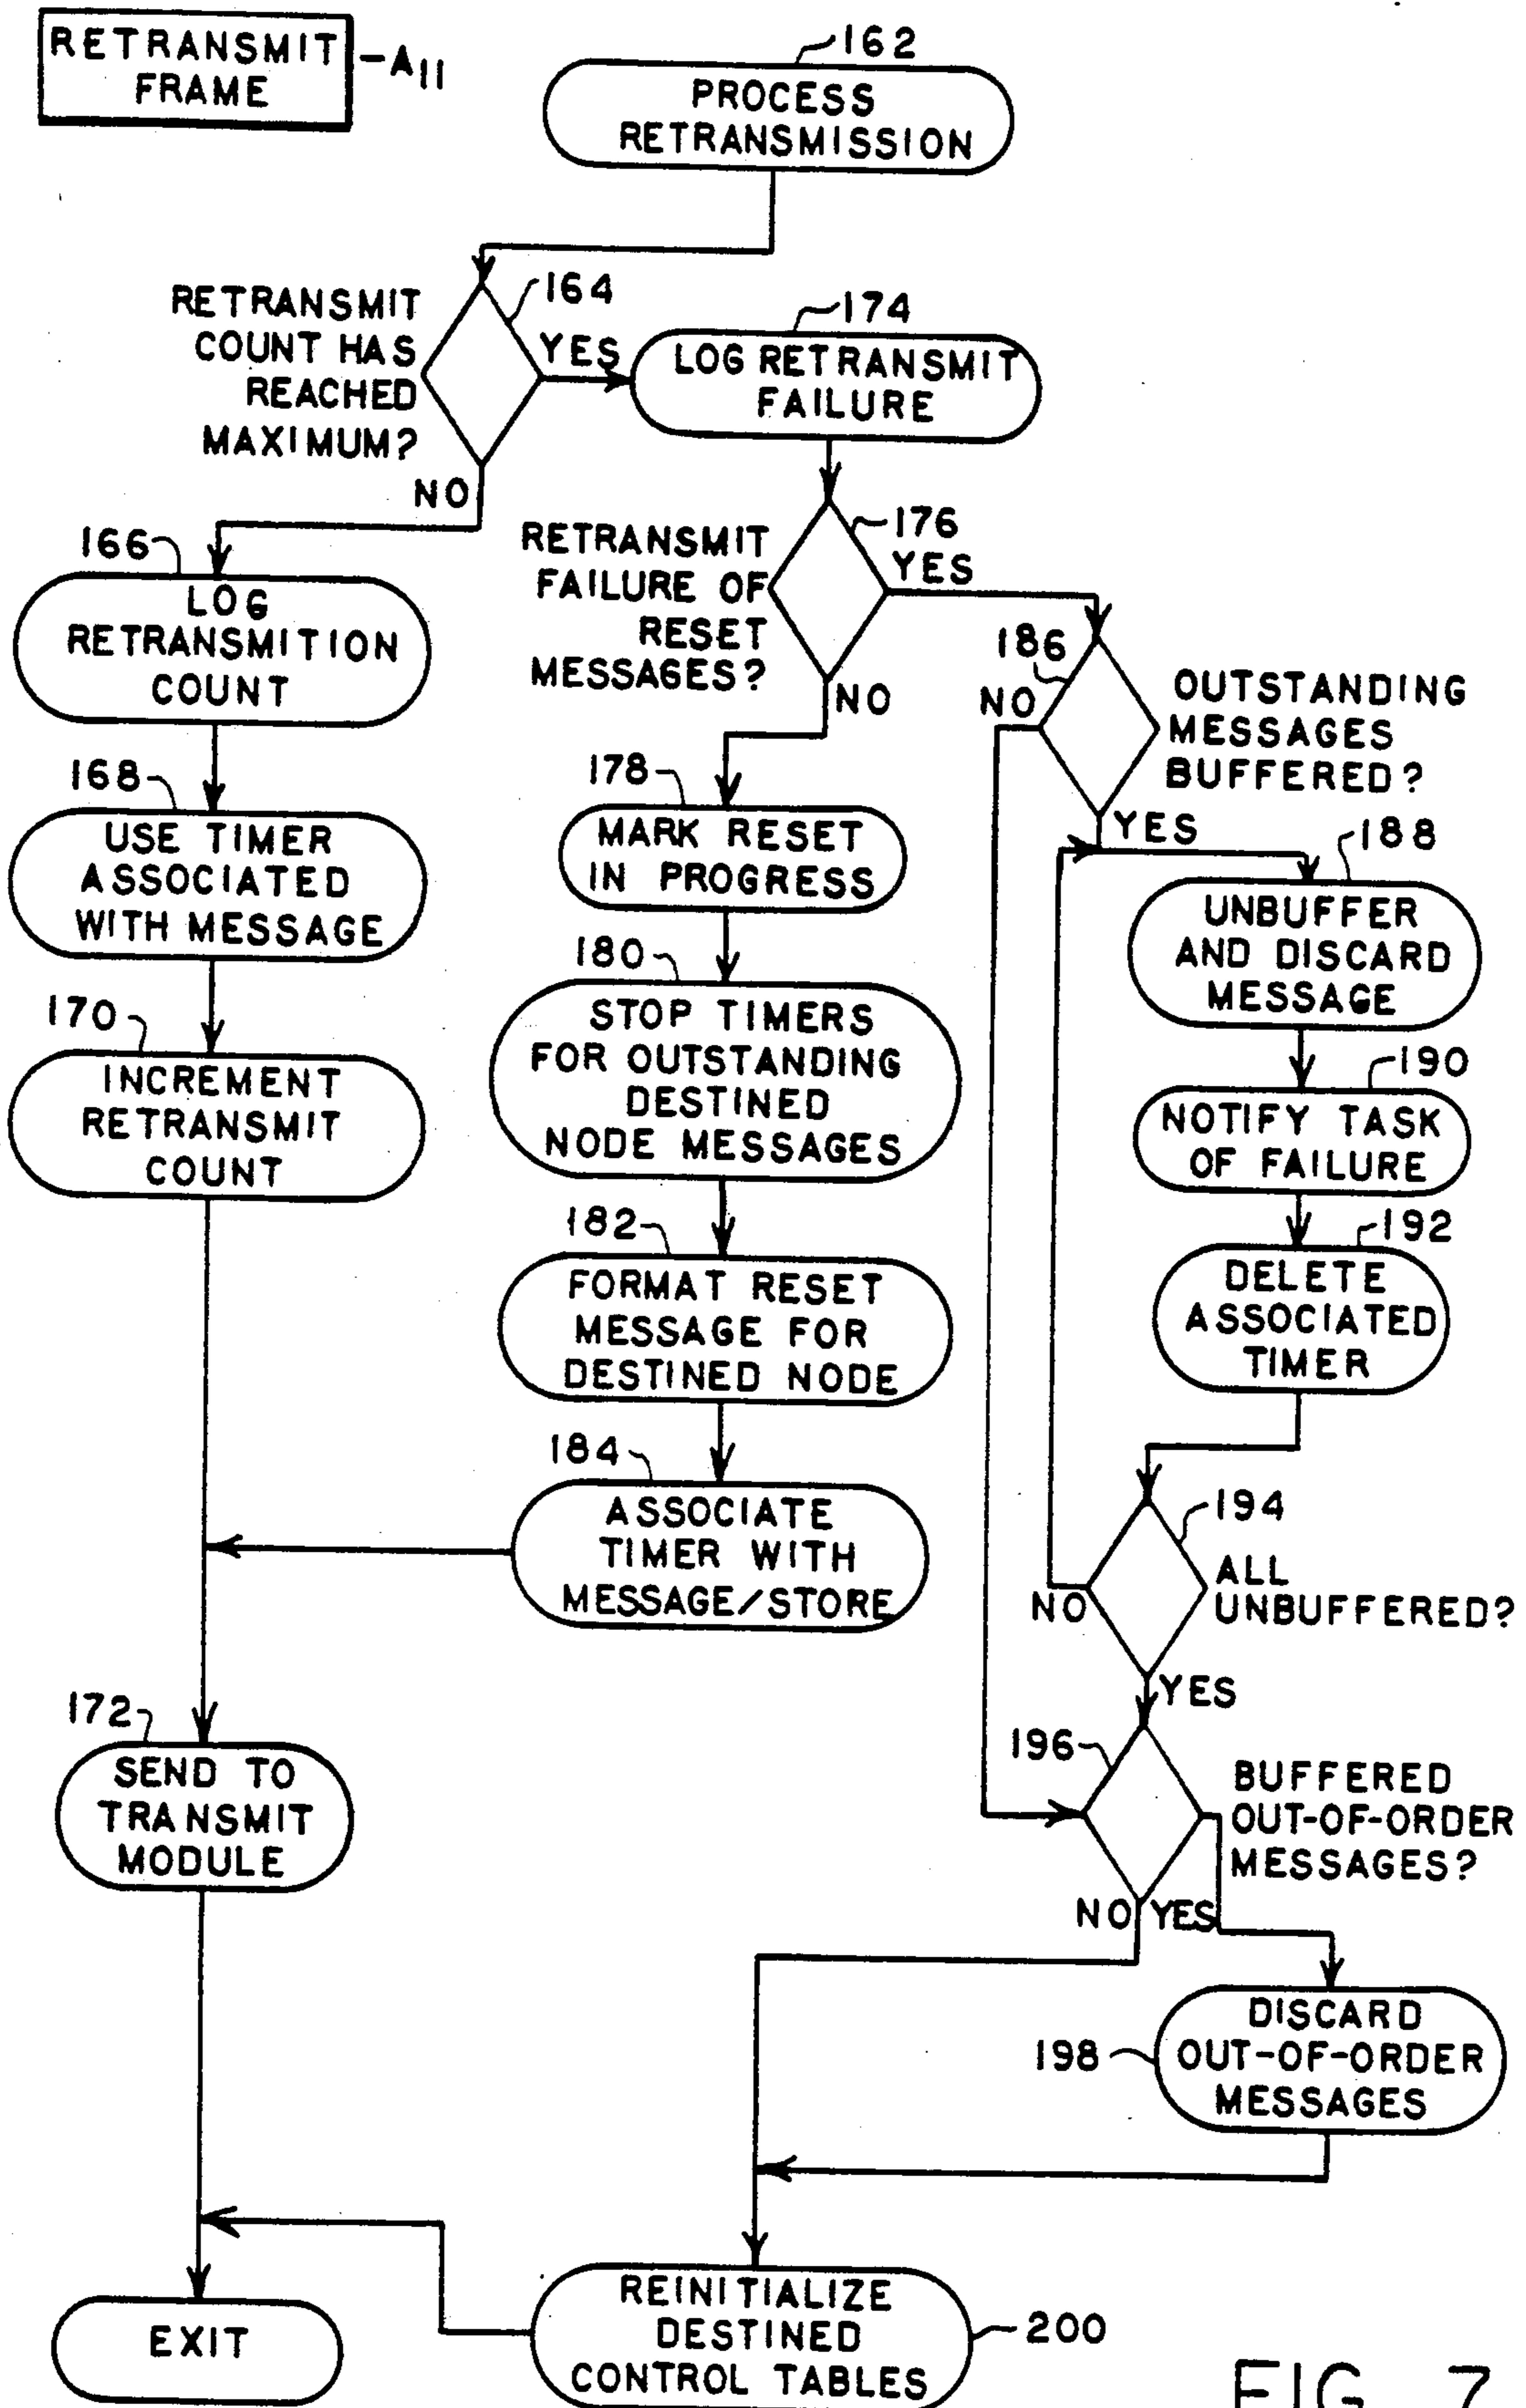 RETRANSMIT
FRAME
-A11
162
PROCESS
RETRANSMISSION
RETRANSMIT
COUNT HAS
REACHED
MAXIMUM?
164
YES
NO
174
LOG RETRANSMIT
FAILURE
166
LOG
RETRANSMITION
COUNT
RETRANSMIT
FAILURE OF
RESET
MESSAGES?
176
YES
NO
186
NO
OUTSTANDING
MESSAGES
BUFFERED?
YES
168
USE TIMER
ASSOCIATED
WITH MESSAGE
178
MARK RESET
IN PROGRESS
188
UNBUFFER
AND DISCARD
MESSAGE
170
INCREMENT
RETRANSMIT
COUNT
180
STOP TIMERS
FOR OUTSTANDING
DESTINED
NODE MESSAGES
190
NOTIFY TASK
OF FAILURE
182
FORMAT RESET
MESSAGE FOR
DESTINED NODE
192
DELETE
ASSOCIATED
TIMER
184
ASSOCIATE
TIMER WITH
MESSAGE/STORE
194
ALL
UNBUFFERED?
NO
YES
172
SEND TO
TRANSMIT
MODULE
196
BUFFERED
OUT-OF-ORDER
MESSAGES?
NO
YES
198
DISCARD
OUT-OF-ORDER
MESSAGES
EXIT
REINITIALIZE
DESTINED
CONTROL TABLES
200
FIG. 7